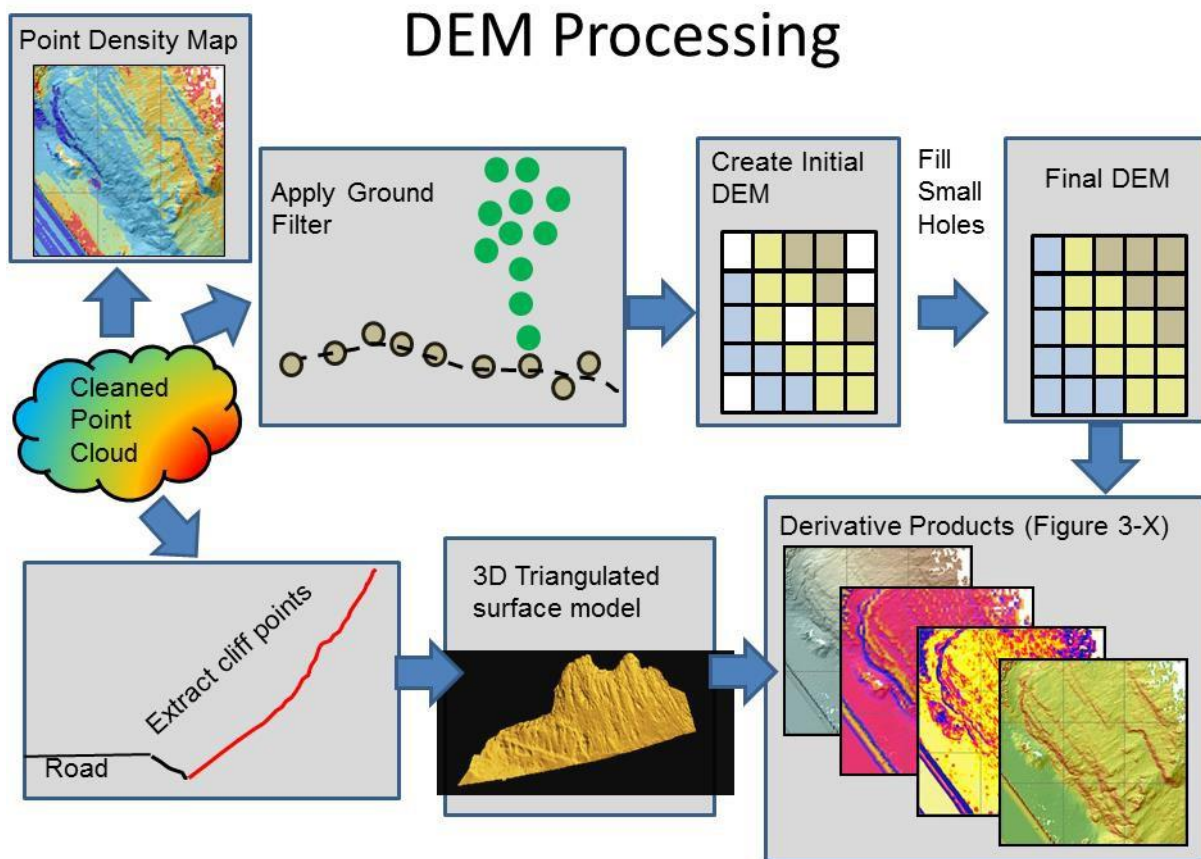 DEM Processing
Point Density Map
Apply Ground
Filter
Create Initial
DEM
Fill
Small
Holes
Final DEM
Cleaned
Point
Cloud
Extract cliff points
Road
3D Triangulated
surface model
Derivative Products (Figure 3-X)